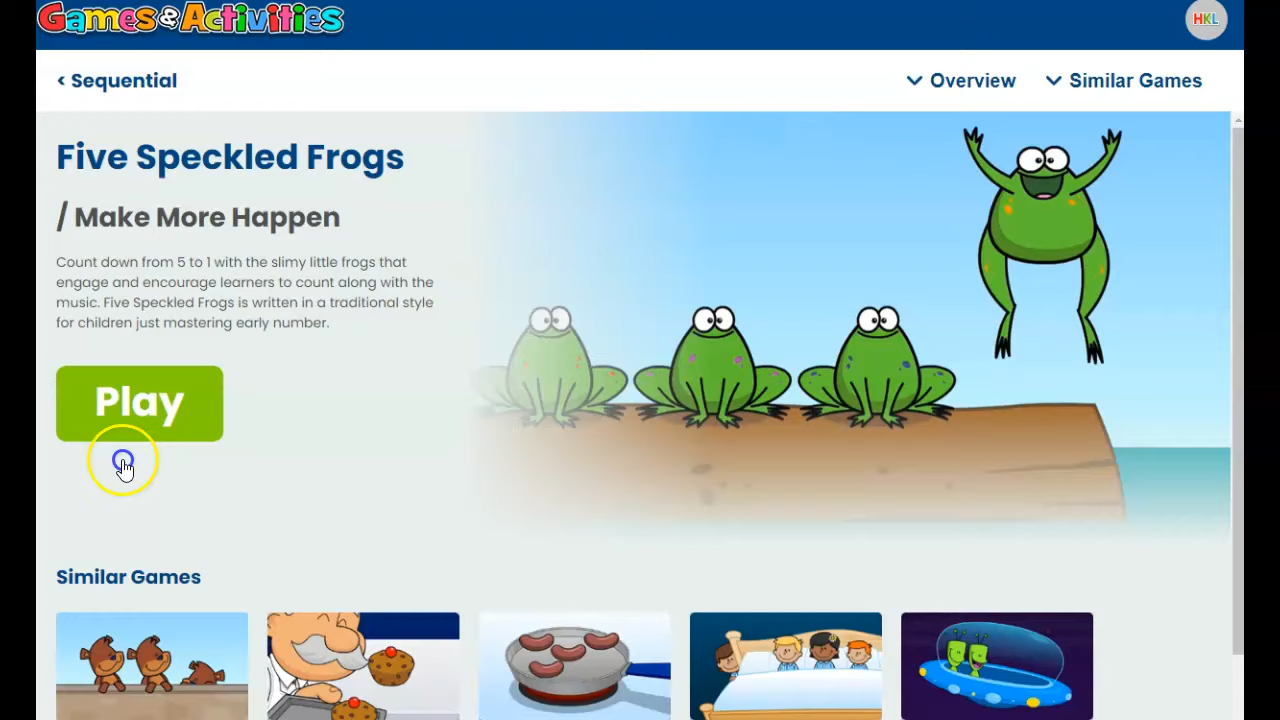 Games & Activities
HKL
< Sequential
Overview
Similar Games
Five Speckled Frogs
/ Make More Happen
Count down from 5 to 1 with the slimy little frogs that
engage and encourage learners to count along with the
music. Five Speckled Frogs is written in a traditional style
for children just mastering early number.
Play
Similar Games